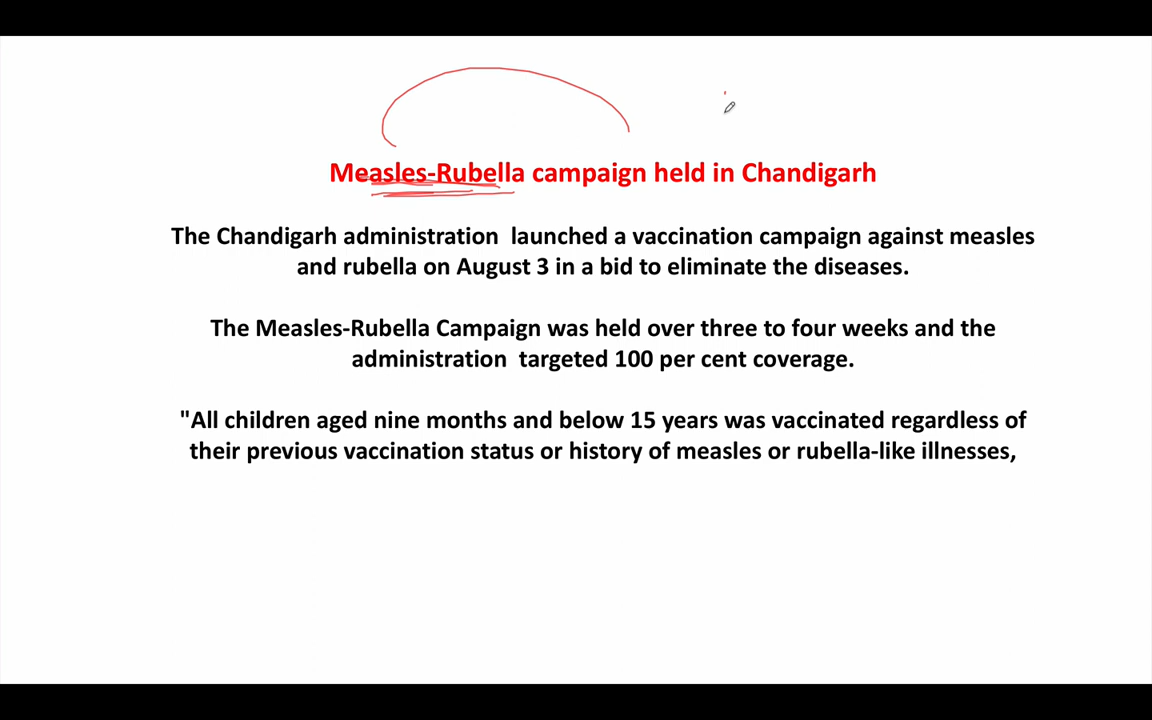 Measles-Rubella campaign held in Chandigarh
The Chandigarh administration  launched a vaccination campaign against measles
and rubella on August 3 in a bid to eliminate the diseases.
The Measles-Rubella Campaign was held over three to four weeks and the
administration  targeted 100 per cent coverage.
"All children aged nine months and below 15 years was vaccinated regardless of
their previous vaccination status or history of measles or rubella-like illnesses,